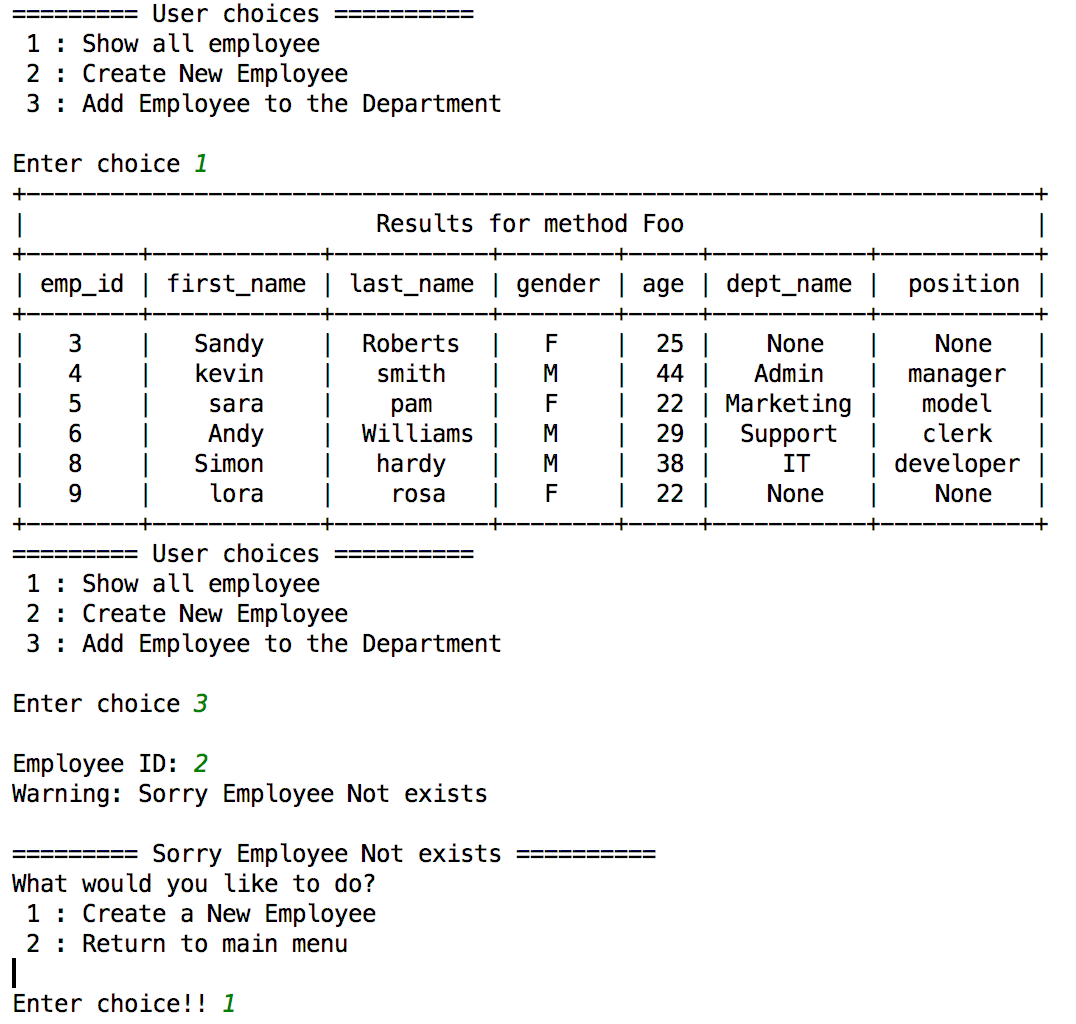 ========= User choices ==========
 1 : Show all employee
 2 : Create New Employee
 3 : Add Employee to the Department

Enter choice 1
+------------------------------------------------------------------------+
|                         Results for method Foo                         |
+--------+------------+-----------+--------+-----+-----------+-----------+
| emp_id | first_name | last_name | gender | age | dept_name |  position |
+--------+------------+-----------+--------+-----+-----------+-----------+
|   3    |   Sandy    |  Roberts  |   F    |  25 |    None   |    None   |
|   4    |   kevin    |   smith   |   M    |  44 |   Admin   |  manager  |
|   5    |    sara    |    pam    |   F    |  22 | Marketing |   model   |
|   6    |    Andy    |  Williams |   M    |  29 |  Support  |   clerk   |
|   8    |   Simon    |   hardy   |   M    |  38 |     IT    | developer |
|   9    |    lora    |    rosa   |   F    |  22 |    None   |    None   |
+--------+------------+-----------+--------+-----+-----------+-----------+
========= User choices ==========
 1 : Show all employee
 2 : Create New Employee
 3 : Add Employee to the Department

Enter choice 3

Employee ID: 2
Warning: Sorry Employee Not exists

========= Sorry Employee Not exists ==========
What would you like to do?
 1 : Create a New Employee
 2 : Return to main menu

Enter choice!! 1